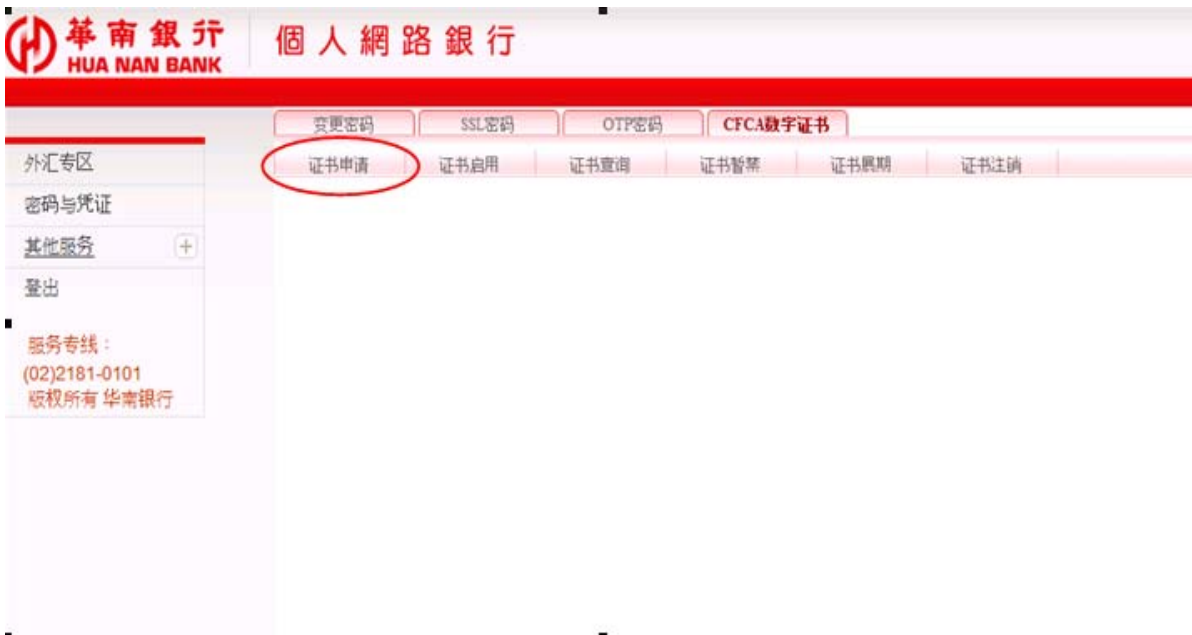 華南銀行 個人網路銀行
HUA NAN BANK
变更密码 SSL密码 OTP密码 CFCA数字证书
证书申请 证书启用 证书查询 证书暂禁 证书展期 证书注销
外汇专区
密码与凭证
其他服务 +
登出
服务专线：
(02)2181-0101
版权所有 华南银行